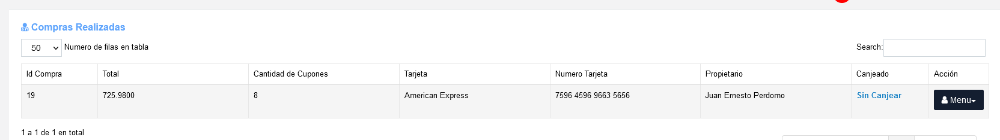 Compras Realizadas
50 Numero de filas en tabla Search:
Id Compra Total Cantidad de Cupones Tarjeta Numero Tarjeta Propietario Canjeado Acción
19 725.9800 8 American Express 7596 4596 9663 5656 Juan Ernesto Perdomo Sin Canjear Menu
1 a 1 de 1 en total